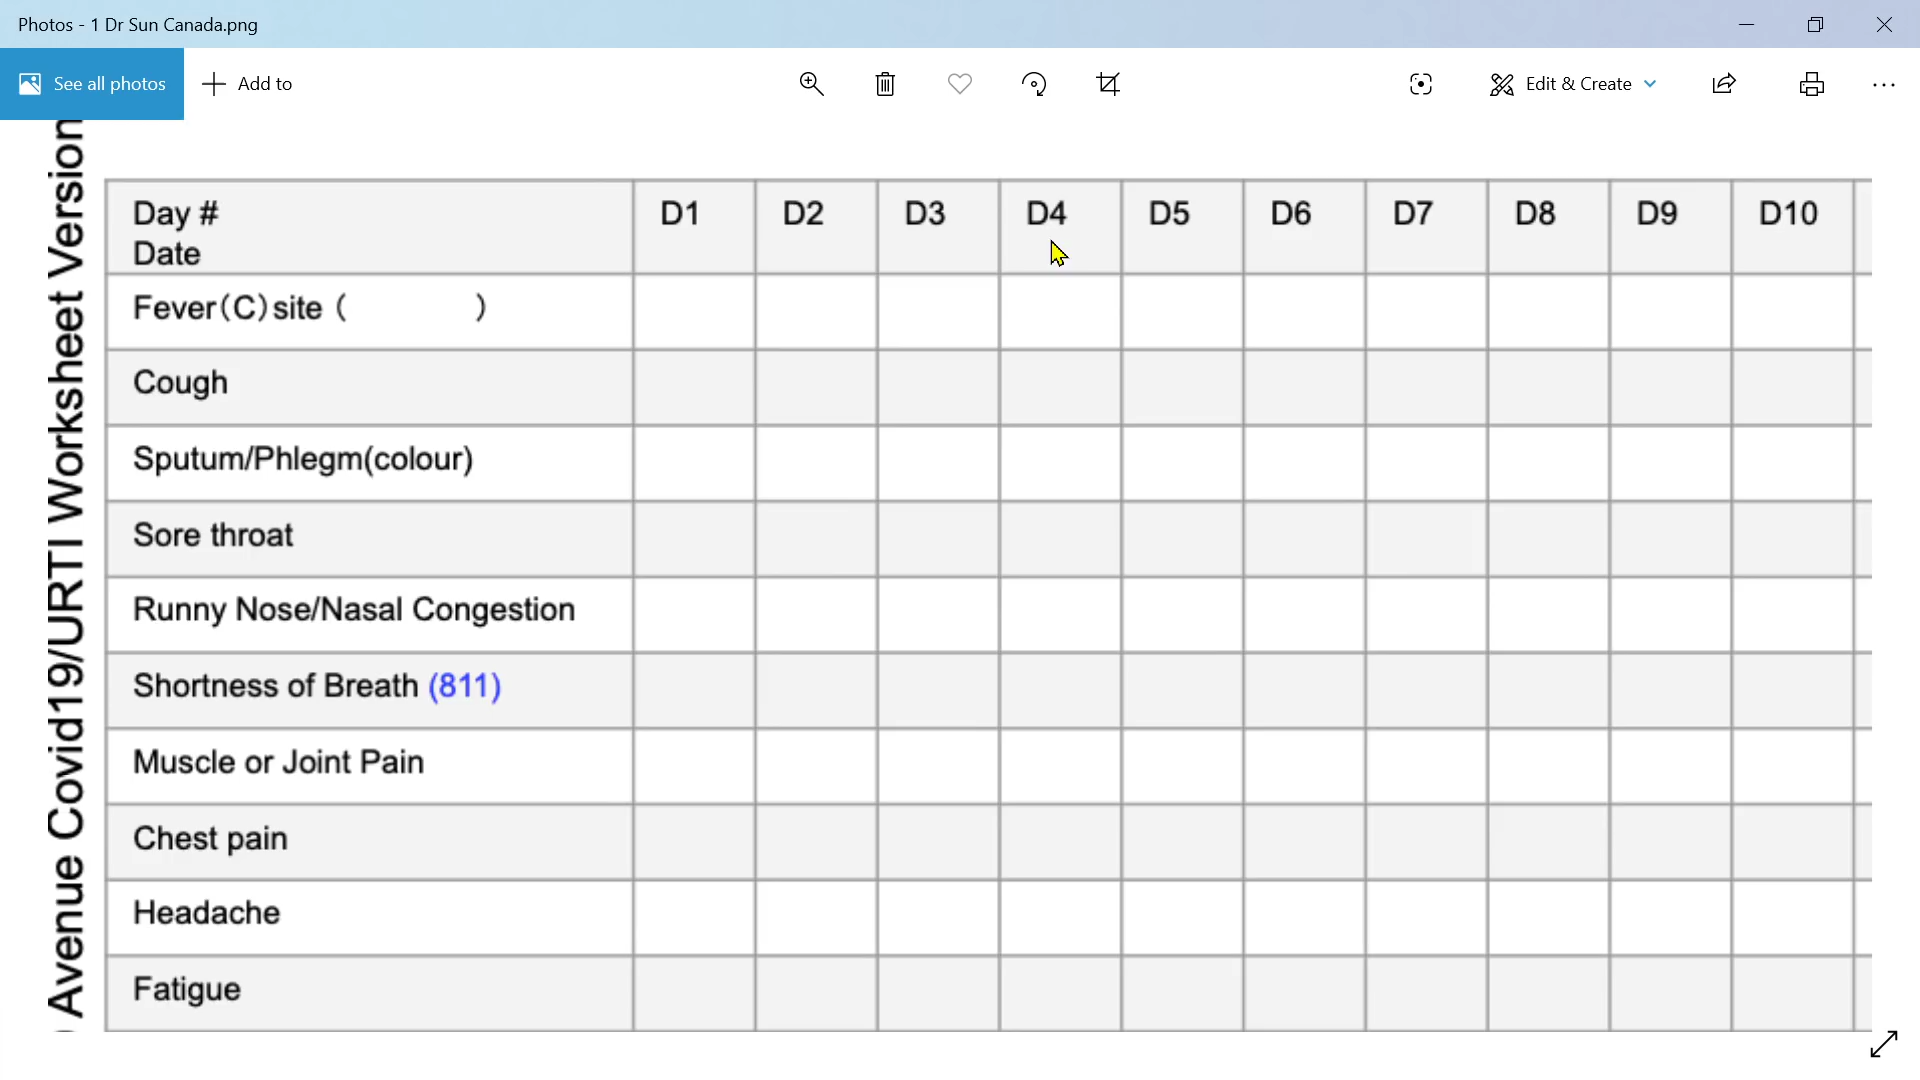 Photos - 1 Dr Sun Canada.png
See all photos
Add to
Edit & Create
Avenue Covid19/URTI Worksheet Version
Day # D1 D2 D3 D4 D5 D6 D7 D8 D9 D10
Date
Fever(C)site ( )
Cough
Sputum/Phlegm(colour)
Sore throat
Runny Nose/Nasal Congestion
Shortness of Breath (811)
Muscle or Joint Pain
Chest pain
Headache
Fatigue